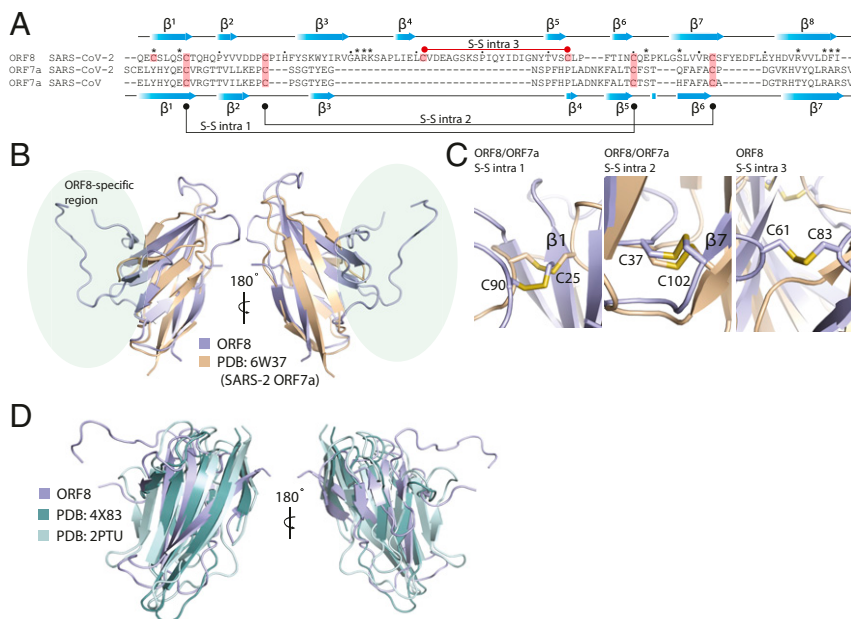 A
β1 β2 β3 β4 β5 β6 β7 β8
S-S intra 3
ORF8 SARS-CoV-2 QECSLQSCTQHQPYVVDDPCPIHFYSKWYIRVGARKSAPLIELCVDEAGSKSPIQYIDIGNYTVSCLP--FTINCQEPKLGSLVVRCSFYEDFLEYHDVRVVLDFI
ORF7a SARS-CoV-2
ORF7a SARS-CoV
β1 β2 β3 β4 β5 β6 β7
S-S intra 1
S-S intra 2
B
ORF8-specific
region
180°
ORF8
PDB: 6W37
(SARS-2 ORF7a)
C
ORF8/ORF7a
S-S intra 1
ORF8/ORF7a
S-S intra 2
ORF8
S-S intra 3
β1
C90
C25
β7
C37
C102
C61
C83
D
ORF8
PDB: 4X83
PDB: 2PTU
180°